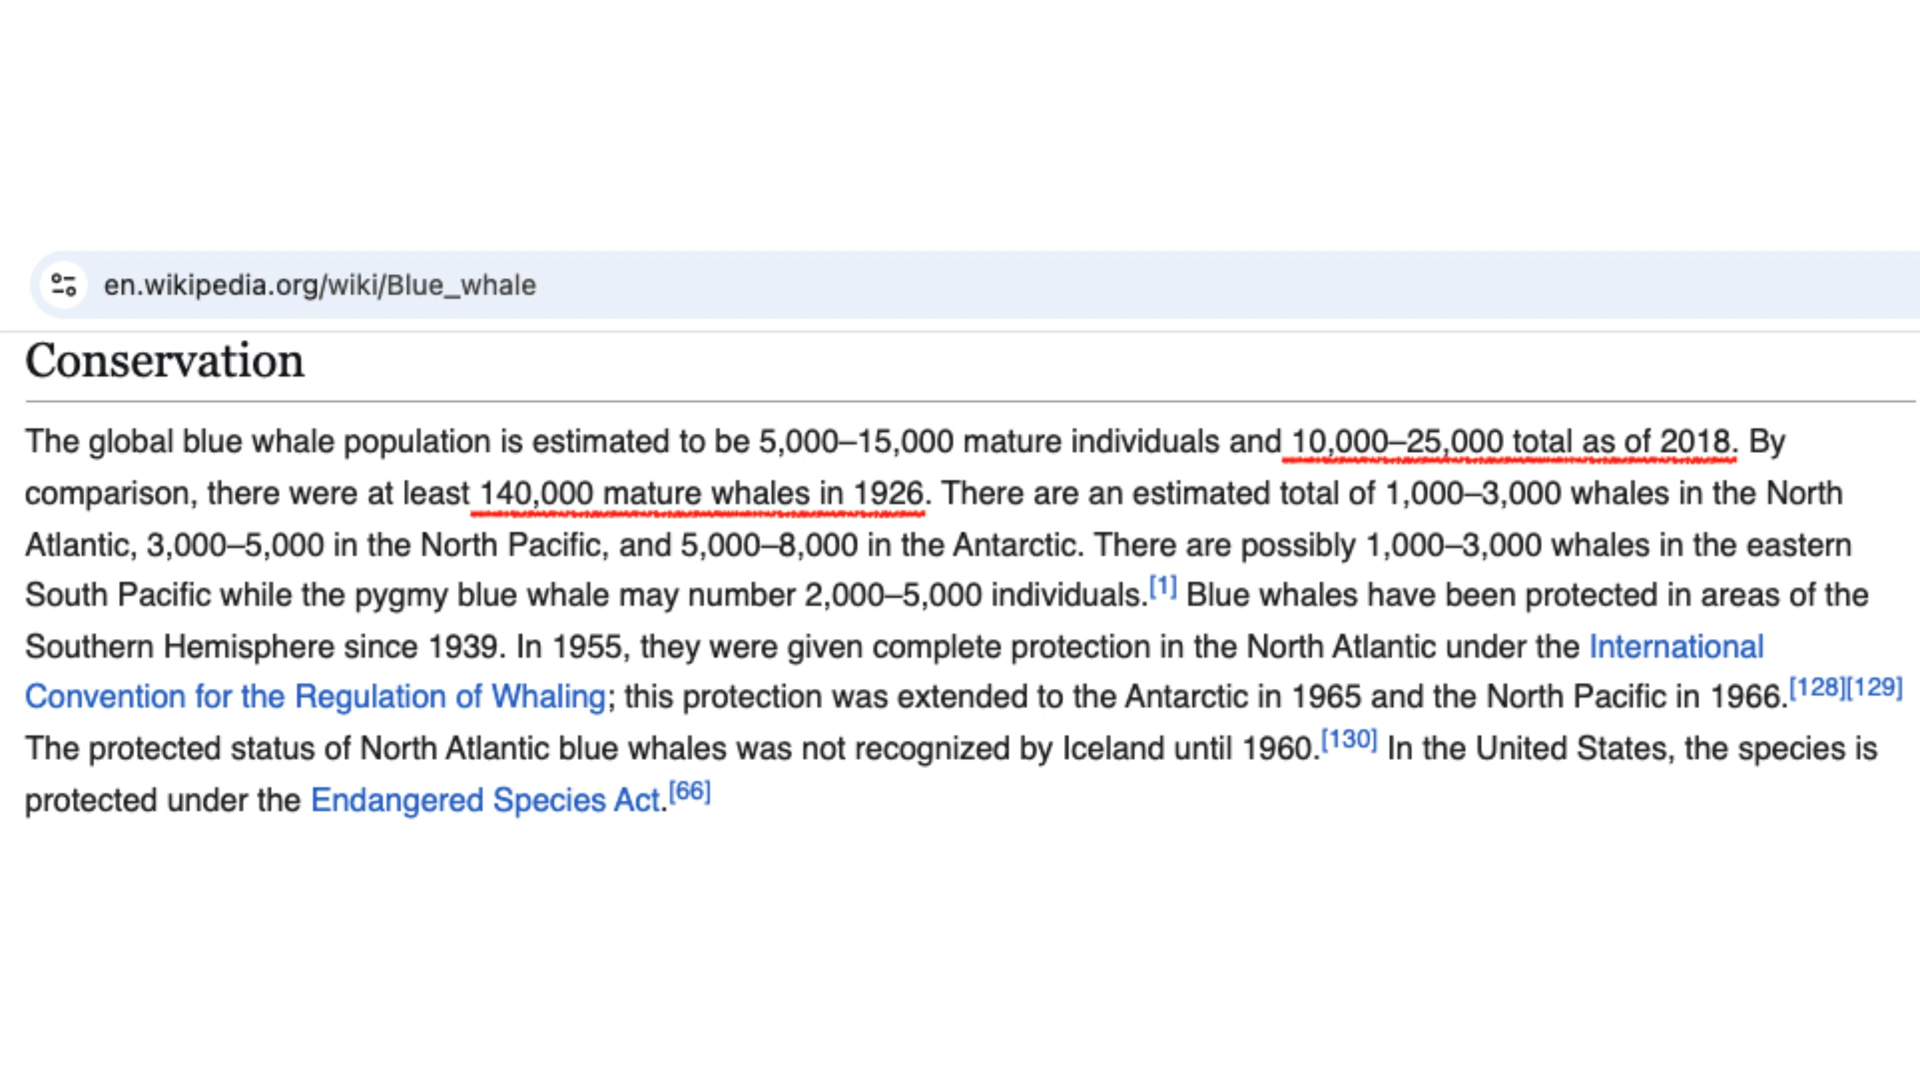 en.wikipedia.org/wiki/Blue_whale
Conservation
The global blue whale population is estimated to be 5,000–15,000 mature individuals and 10,000–25,000 total as of 2018. By
comparison, there were at least 140,000 mature whales in 1926. There are an estimated total of 1,000–3,000 whales in the North
Atlantic, 3,000–5,000 in the North Pacific, and 5,000–8,000 in the Antarctic. There are possibly 1,000–3,000 whales in the eastern
South Pacific while the pygmy blue whale may number 2,000–5,000 individuals.[1] Blue whales have been protected in areas of the
Southern Hemisphere since 1939. In 1955, they were given complete protection in the North Atlantic under the International
Convention for the Regulation of Whaling; this protection was extended to the Antarctic in 1965 and the North Pacific in 1966.[128][129]
The protected status of North Atlantic blue whales was not recognized by Iceland until 1960.[130] In the United States, the species is
protected under the Endangered Species Act.[66]